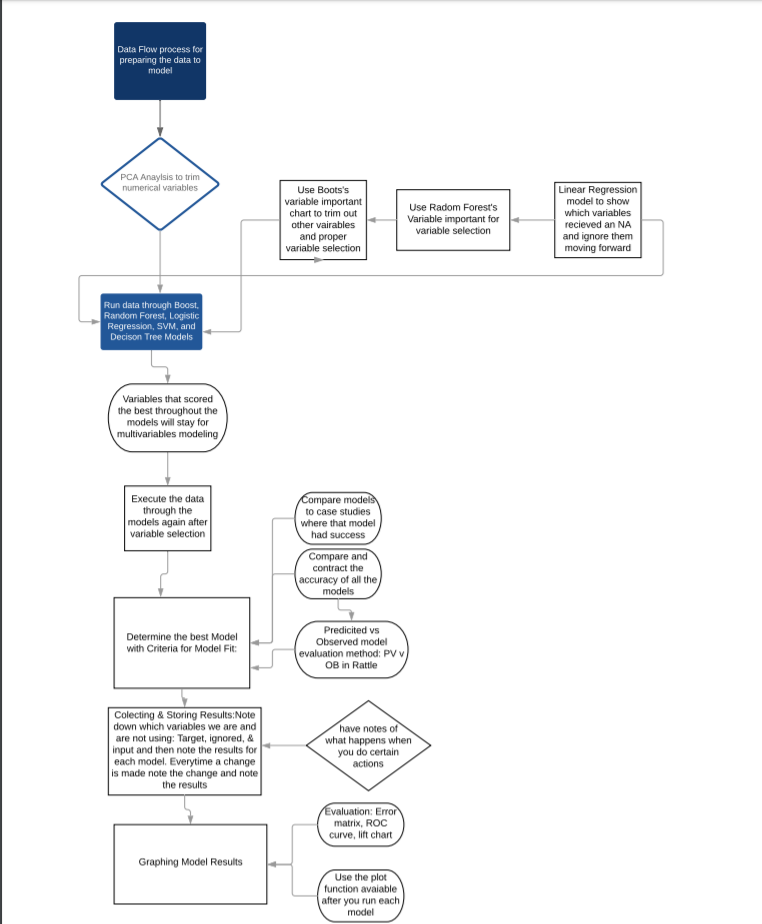 Data Flow process for
preparing the data to
model
PCA Anaylsis to trim
numerical variables
Use Boots's
variable important
chart to trim out
other vairables
and proper
variable selection
Use Radom Forest's
Variable important for
variable selection
Linear Regression
model to show
which variables
recieved an NA
and ignore them
moving forward
Run data through Boost,
Random Forest, Logistic
Regression, SVM, and
Decison Tree Models
Variables that scored
the best throughout the
models will stay for
multivariables modeling
Execute the data
through the
models again after
variable selection
Compare models
to case studies
where that model
had success
Compare and
contract the
accuracy of all the
models
Determine the best Model
with Criteria for Model Fit:
Predicited vs
Observed model
evaluation method: PV v
OB in Rattle
Colecting & Storing Results:Note
down which variables we are and
are not using: Target, ignored, &
input and then note the results for
each model. Everytime a change
is made note the change and note
the results
have notes of
what happens when
you do certain
actions
Evaluation: Error
matrix, ROC
curve, lift chart
Graphing Model Results
Use the plot
function avaiable
after you run each
model